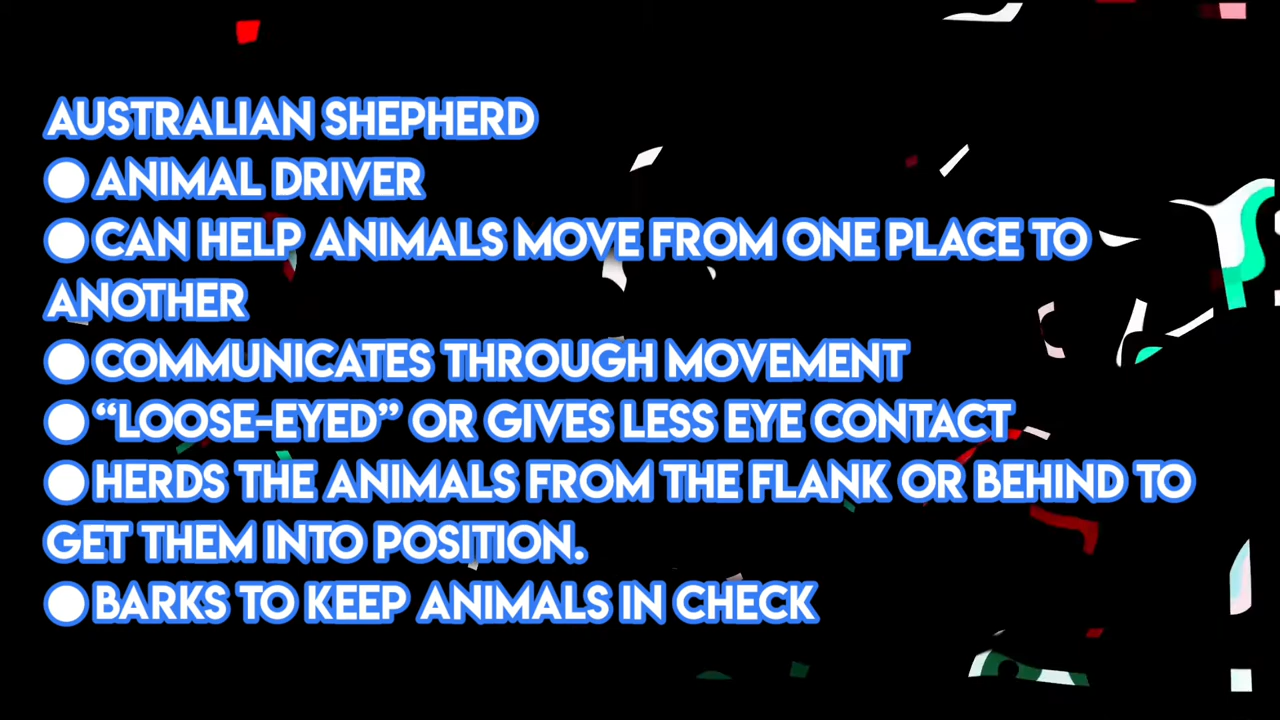 AUSTRALIAN SHEPHERD
● ANIMAL DRIVER
● CAN HELP ANIMALS MOVE FROM ONE PLACE TO
ANOTHER
● COMMUNICATES THROUGH MOVEMENT
● “LOOSE-EYED” OR GIVES LESS EYE CONTACT
● HERDS THE ANIMALS FROM THE FLANK OR BEHIND TO
GET THEM INTO POSITION.
● BARKS TO KEEP ANIMALS IN CHECK